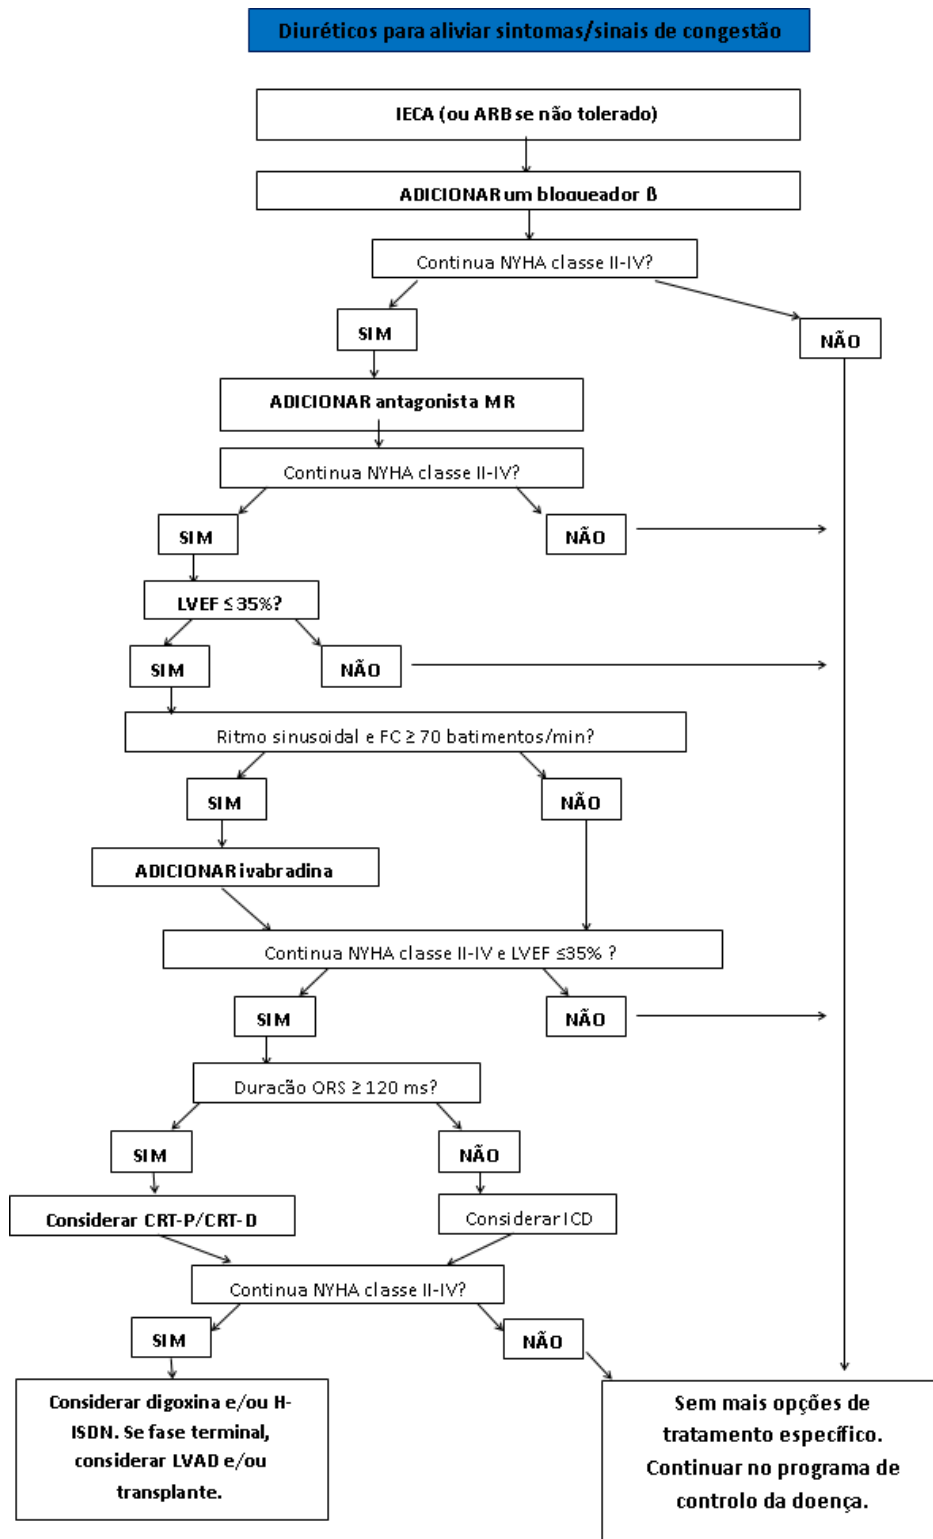 Diuréticos para aliviar sintomas/sinais de congestão
IECA (ou ARB se não tolerado)
ADICIONAR um bloqueador ß
Continua NYHA classe II-IV?
SIM
NÃO
ADICIONAR antagonista MR
Continua NYHA classe II-IV?
SIM
NÃO
LVEF ≤ 35%?
SIM
NÃO
Ritmo sinusoidal e FC ≥ 70 batimentos/min?
SIM
NÃO
ADICIONAR ivabradina
Continua NYHA classe II-IV e LVEF ≤35% ?
SIM
NÃO
Duração QRS ≥ 120 ms?
SIM
NÃO
Considerar CRT-P/CRT-D
Considerar ICD
Continua NYHA classe II-IV?
SIM
NÃO
Considerar digoxina e/ou H-
ISDN. Se fase terminal,
considerar LVAD e/ou
transplante.
Sem mais opções de
tratamento específico.
Continuar no programa de
controlo da doença.